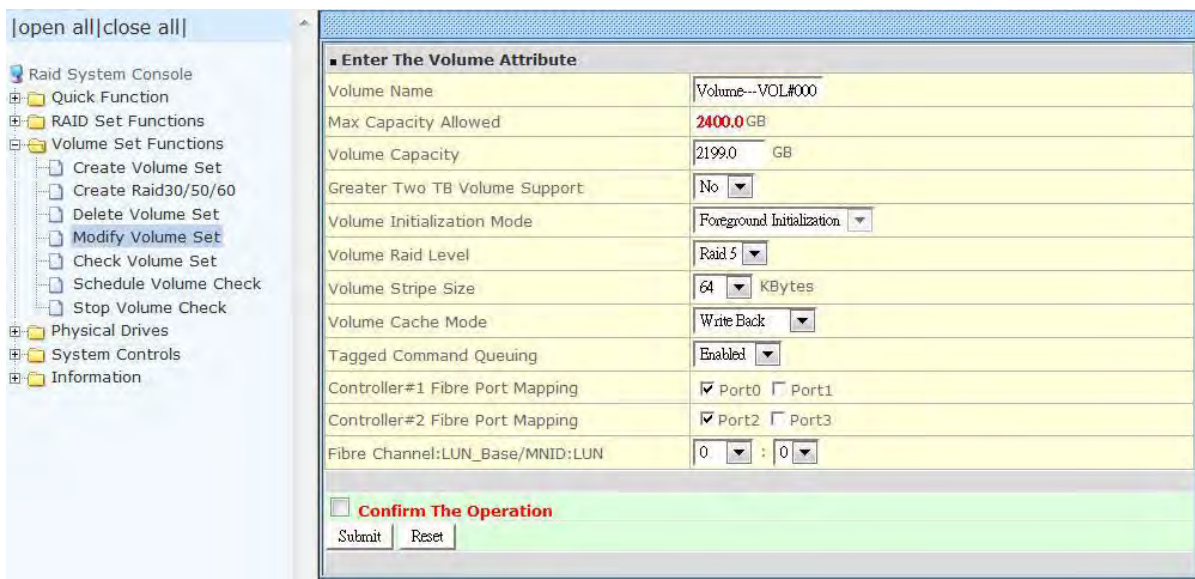 |open all|close all|
Raid System Console
Quick Function
RAID Set Functions
Volume Set Functions
Create Volume Set
Create Raid30/50/60
Delete Volume Set
Modify Volume Set
Check Volume Set
Schedule Volume Check
Stop Volume Check
Physical Drives
System Controls
Information
Enter The Volume Attribute
Volume Name Volume---VOL#000
Max Capacity Allowed 2400.0 GB
Volume Capacity 2199.0 GB
Greater Two TB Volume Support No
Volume Initialization Mode Foreground Initialization
Volume Raid Level Raid 5
Volume Stripe Size 64 KBytes
Volume Cache Mode Write Back
Tagged Command Queuing Enabled
Controller#1 Fibre Port Mapping Port0 Port1
Controller#2 Fibre Port Mapping Port2 Port3
Fibre Channel:LUN_Base/MNID:LUN 0 : 0
Confirm The Operation
Submit Reset